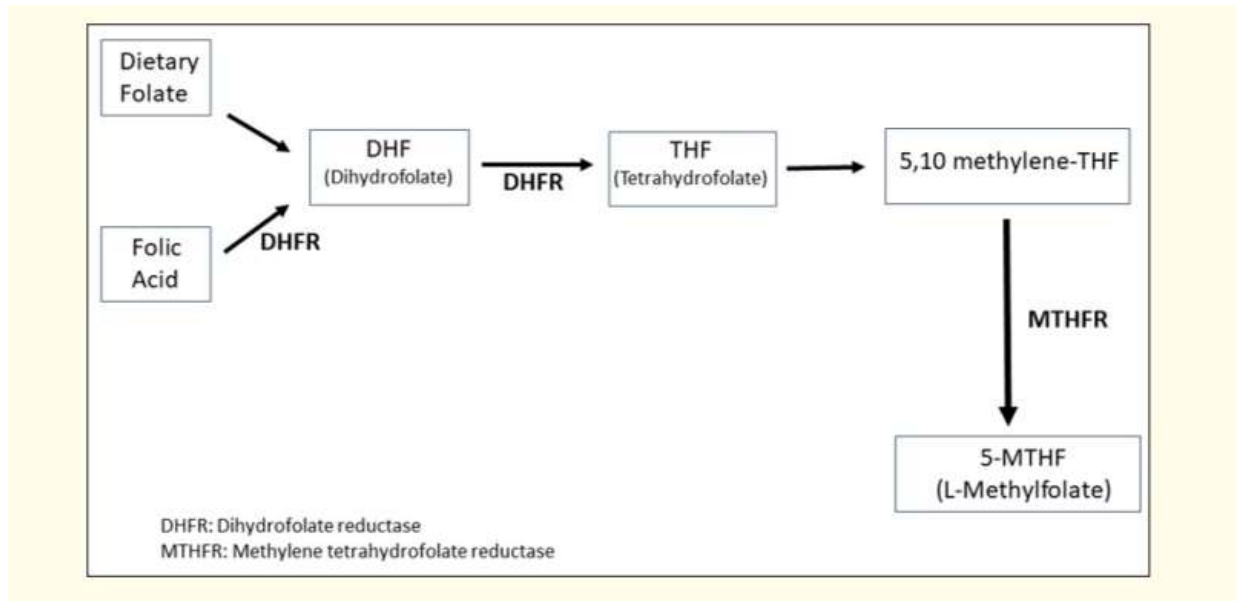 Dietary
Folate
DHF
(Dihydrofolate)
DHFR
THF
(Tetrahydrofolate)
5,10 methylene-THF
Folic
Acid
DHFR
MTHFR
5-MTHF
(L-Methylfolate)
DHFR: Dihydrofolate reductase
MTHFR: Methylene tetrahydrofolate reductase